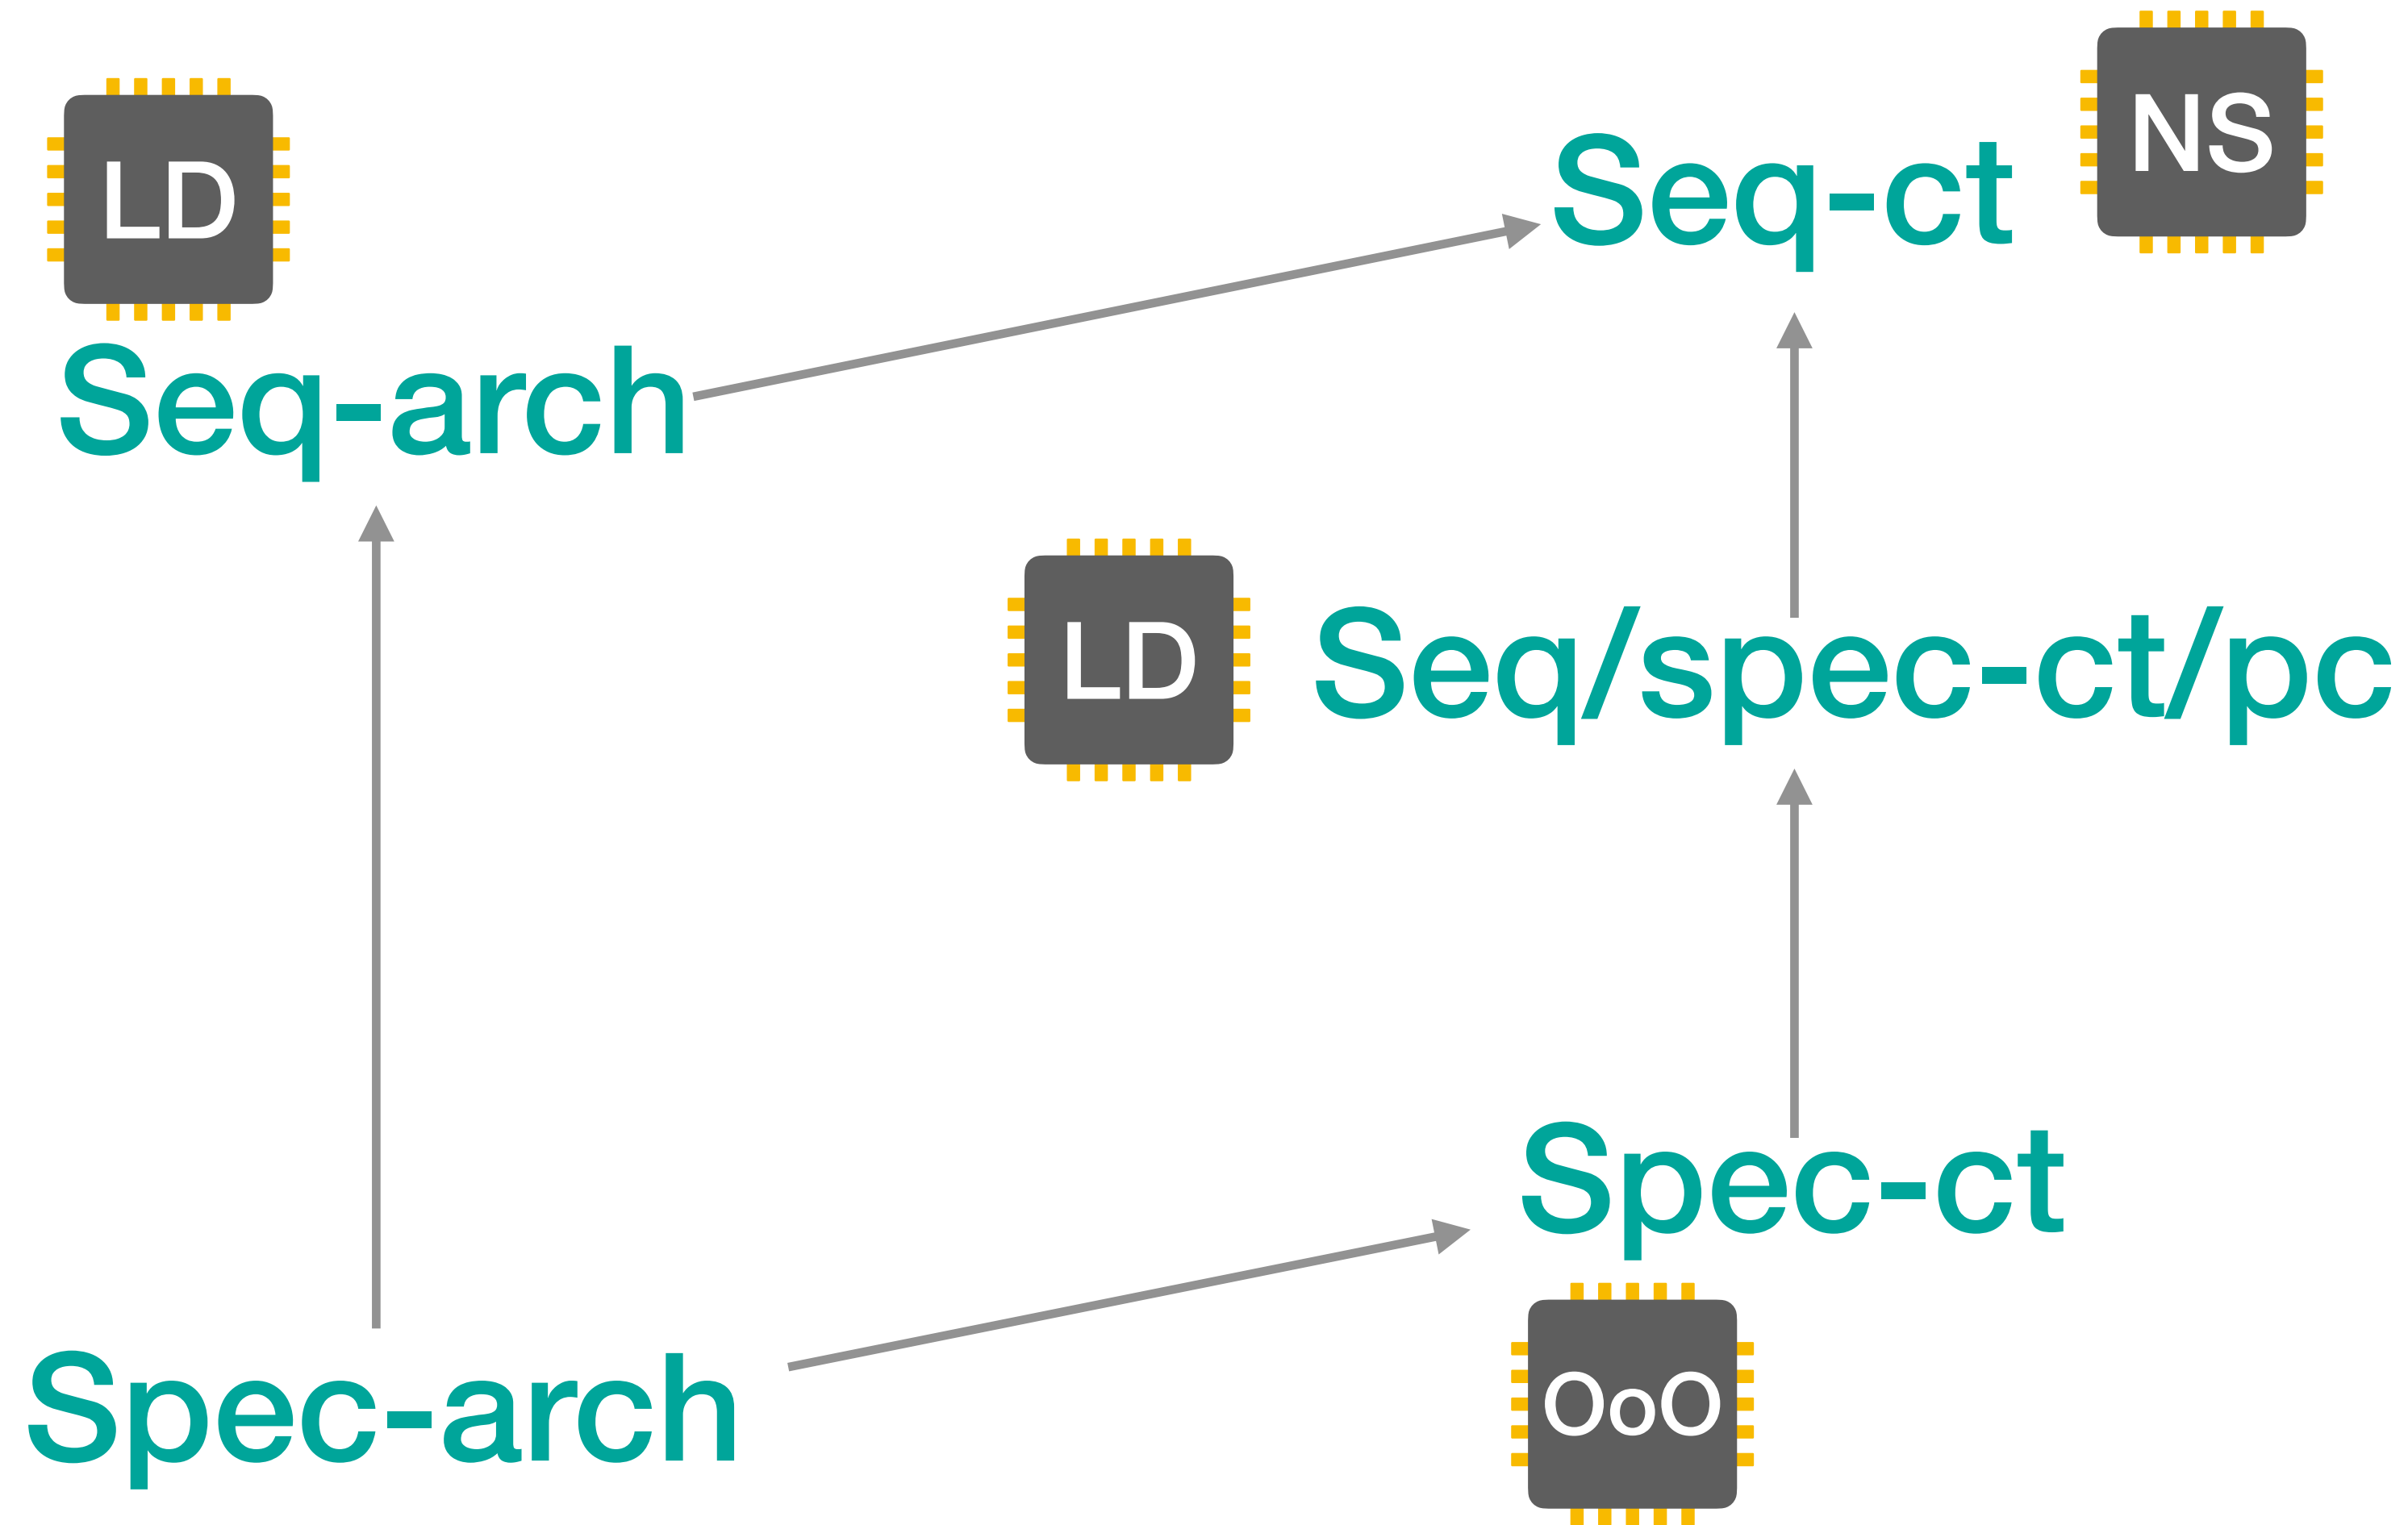 NS
Seq-ct
LD
Seq-arch
LD
Seq/spec-ct/pc
Spec-ct
OoO
Spec-arch